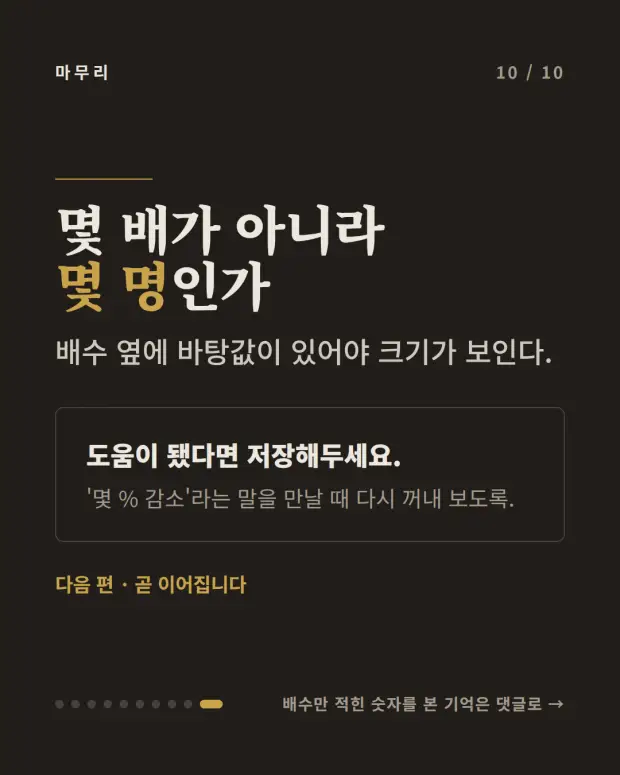 마무리
10 / 10
몇 배가 아니라
몇 명인가
배수 옆에 바탕값이 있어야 크기가 보인다.
도움이 됐다면 저장해두세요.
'몇 % 감소'라는 말을 만날 때 다시 꺼내 보도록.
다음 편 · 곧 이어집니다
배수만 적힌 숫자를 본 기억은 댓글로 →